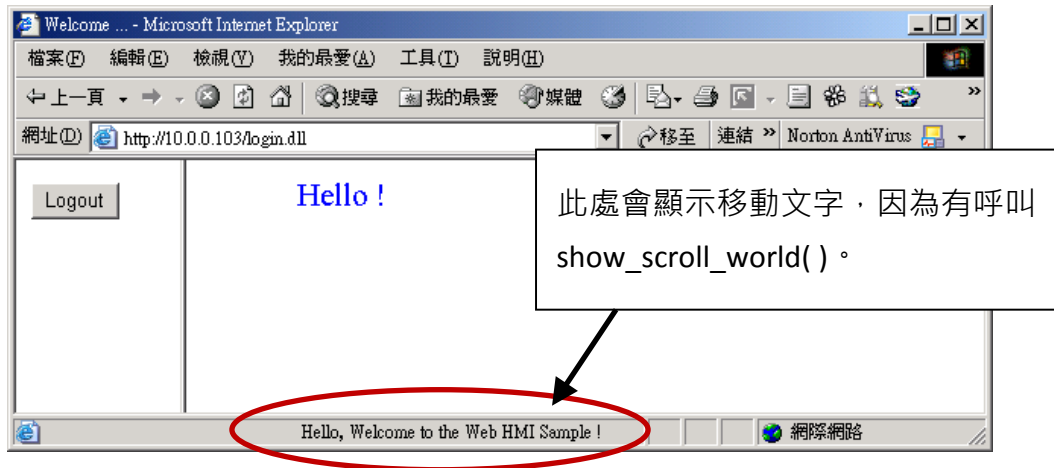 Welcome ... - Microsoft Internet Explorer
檔案(F) 編輯(E) 檢視(V) 我的最愛(A) 工具(T) 說明(H)
上一頁 搜尋 我的最愛 媒體 »
網址(D) http://10.0.0.103/login.dll 移至 連結 » Norton AntiVirus
Logout
Hello !
此處會顯示移動文字，因為有呼叫
show_scroll_world( )。
Hello, Welcome to the Web HMI Sample !
網際網路